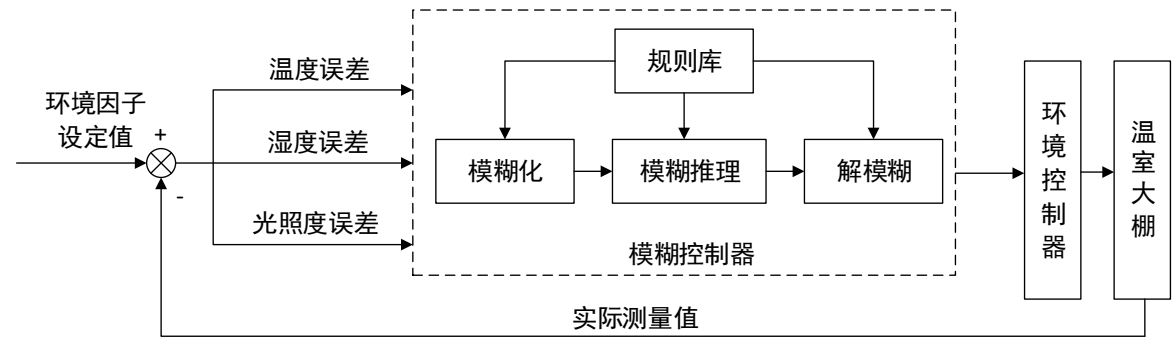 环境因子
设定值
+
-
温度误差
湿度误差
光照度误差
规则库
模糊化
模糊推理
解模糊
模糊控制器
环境控制器
温室大棚
实际测量值